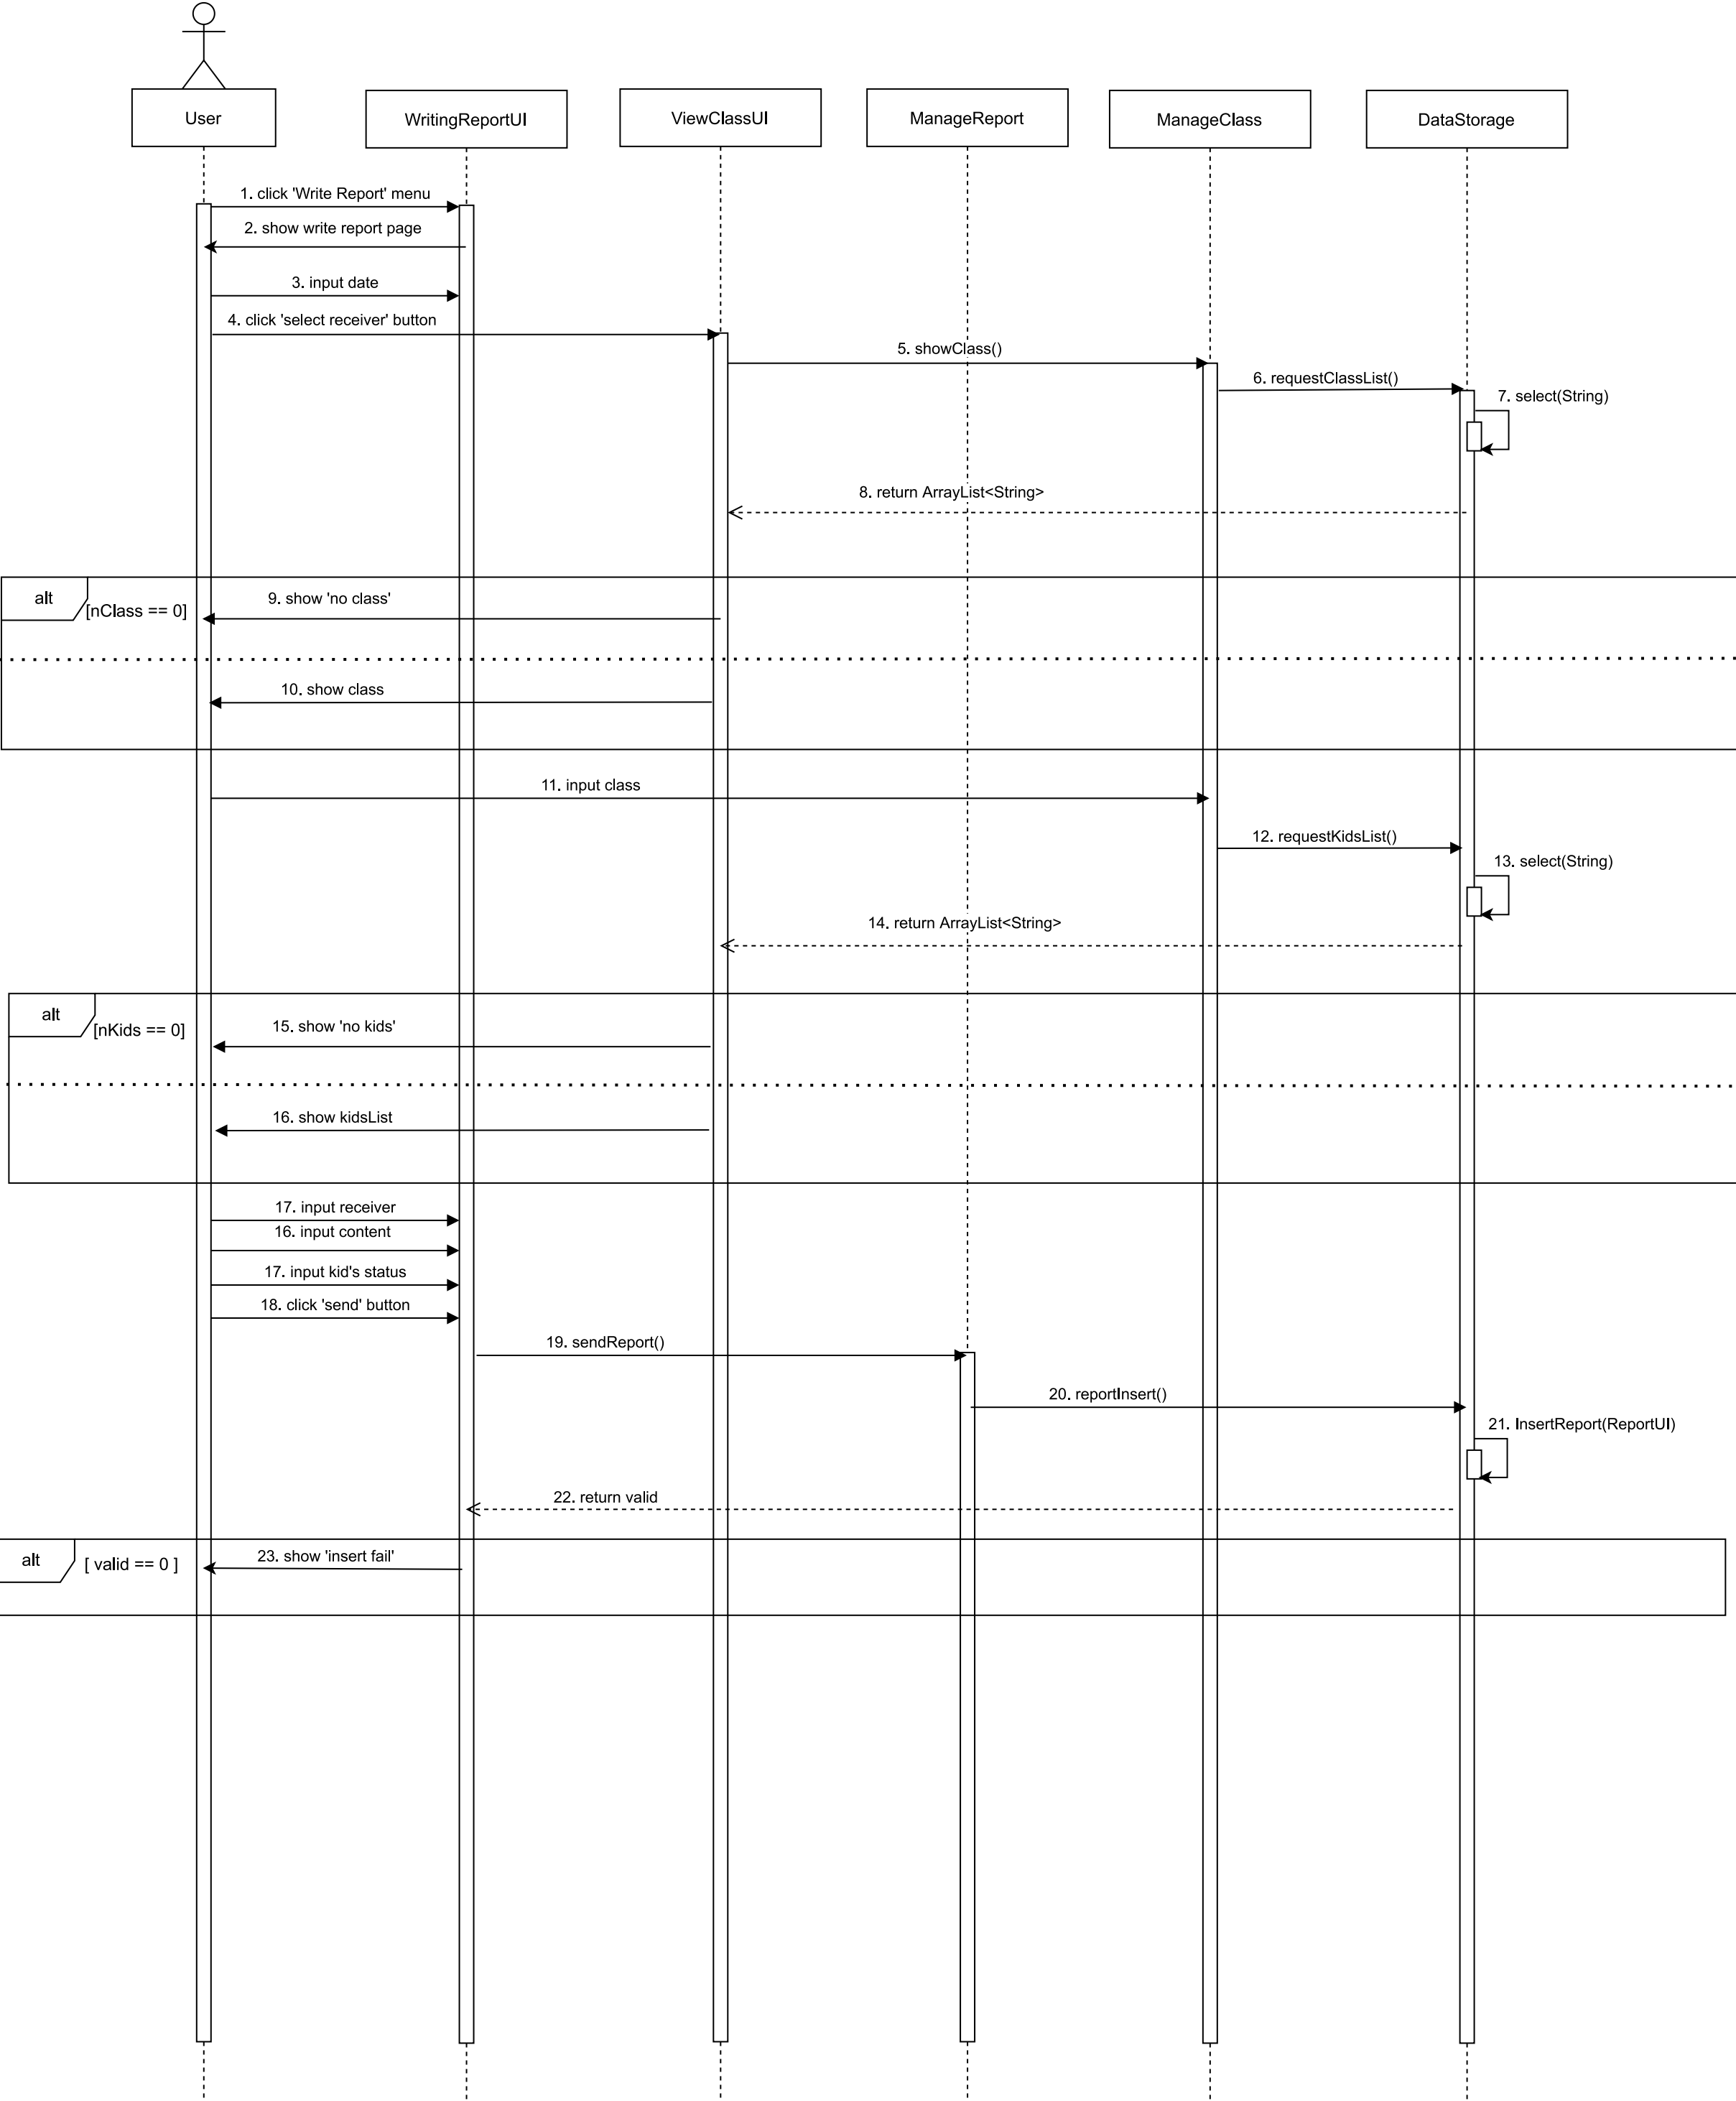 User
WritingReportUI
ViewClassUI
ManageReport
ManageClass
DataStorage
1. click 'Write Report' menu
2. show write report page
3. input date
4. click 'select receiver' button
5. showClass()
6. requestClassList()
7. select(String)
8. return ArrayList<String>
alt
[nClass == 0]
9. show 'no class'
10. show class
11. input class
12. requestKidsList()
13. select(String)
14. return ArrayList<String>
alt
[nKids == 0]
15. show 'no kids'
16. show kidsList
17. input receiver
16. input content
17. input kid's status
18. click 'send' button
19. sendReport()
20. reportInsert()
21. InsertReport(ReportUI)
22. return valid
alt
[ valid == 0 ]
23. show 'insert fail'